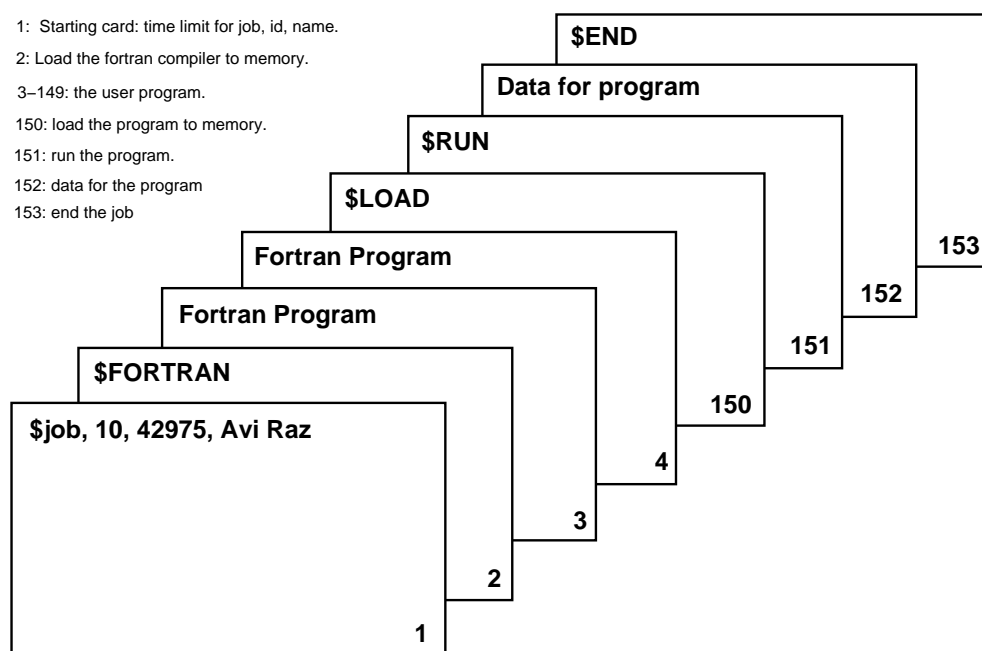 1: Starting card: time limit for job, id, name.
2: Load the fortran compiler to memory.
3–149: the user program.
150: load the program to memory.
151: run the program.
152: data for the program
153: end the job
$END
153
Data for program
152
$RUN
151
$LOAD
150
Fortran Program
4
Fortran Program
3
$FORTRAN
2
$job, 10, 42975, Avi Raz
1